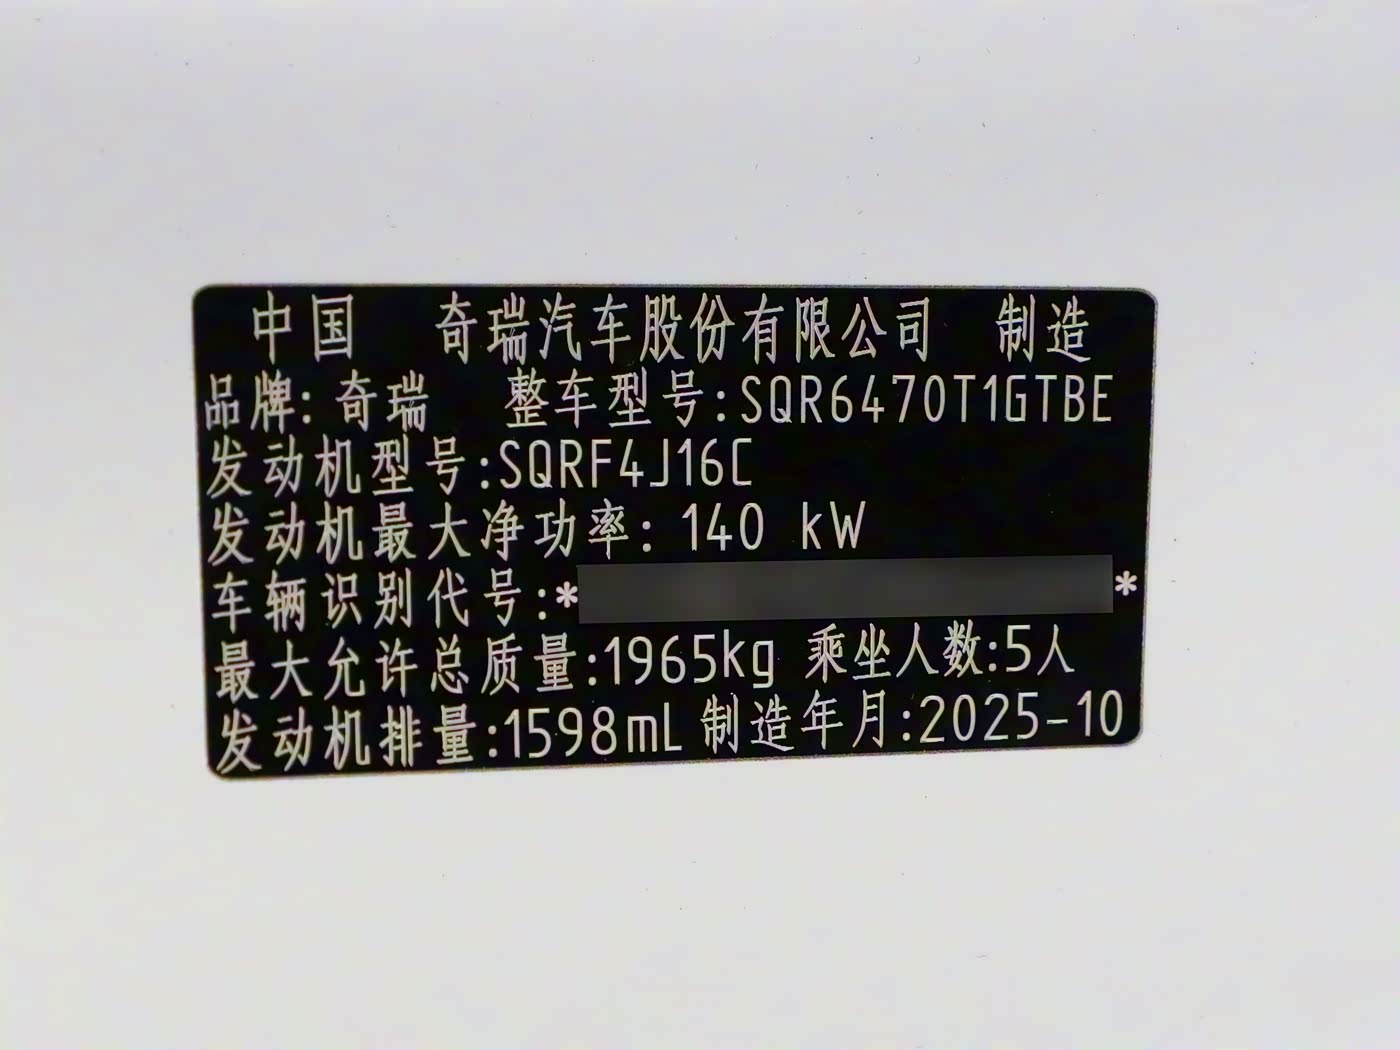 中国 奇瑞汽车股份有限公司 制造
品牌:奇瑞 整车型号:SQR6470T1GTBE
发动机型号:SQRF4J16C
发动机最大净功率: 140 kW
车辆识别代号:* *
最大允许总质量:1965kg 乘坐人数:5人
发动机排量:1598mL 制造年月:2025-10